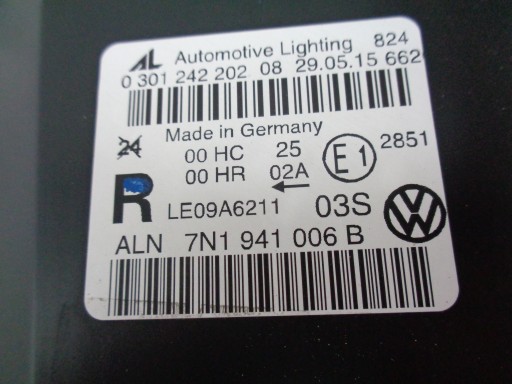 AL Automotive Lighting 824
0 301 242 202 08 29.05.15 662
Made in Germany
24
00 HC 25
00 HR 02A
E1 2851
R LE09A6211 03S
VW
ALN 7N1 941 006 B